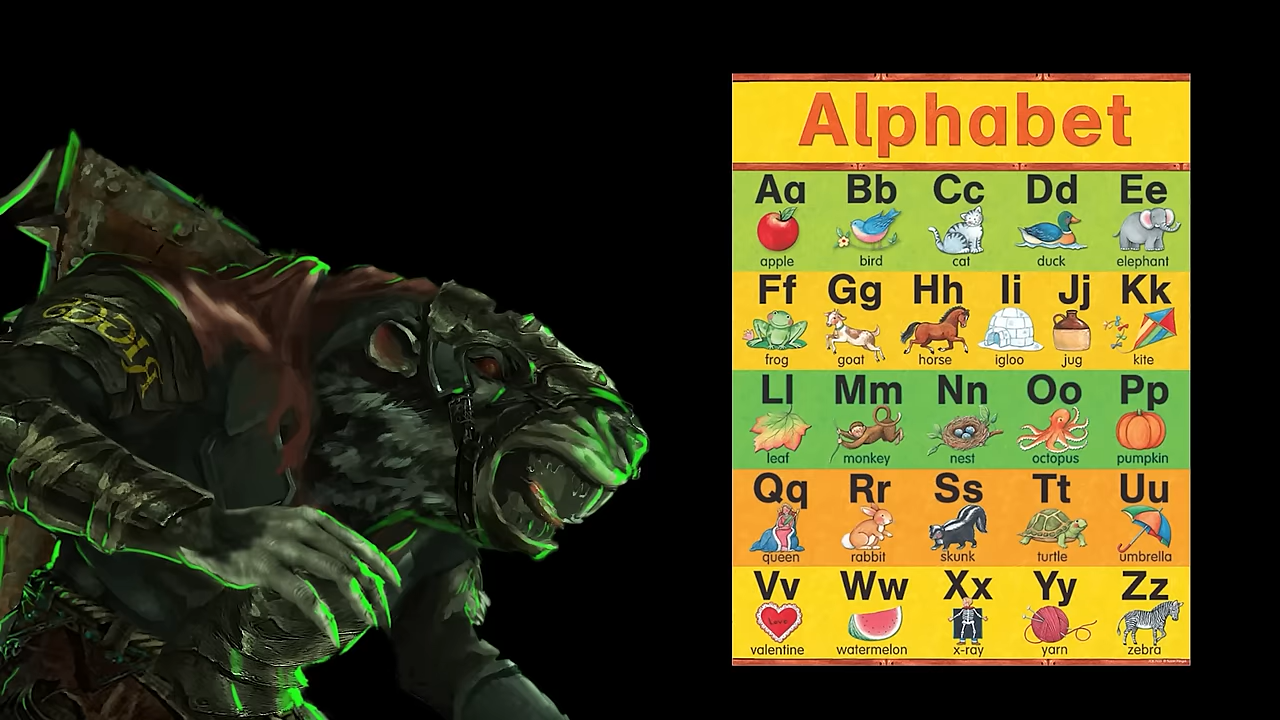 Alphabet
Aa Bb Cc Dd Ee
apple bird cat duck elephant
Ff Gg Hh Ii Jj Kk
frog goat horse igloo jug kite
Ll Mm Nn Oo Pp
leaf monkey nest octopus pumpkin
Qq Rr Ss Tt Uu
queen rabbit skunk turtle umbrella
Vv Ww Xx Yy Zz
Love
valentine watermelon x-ray yarn zebra